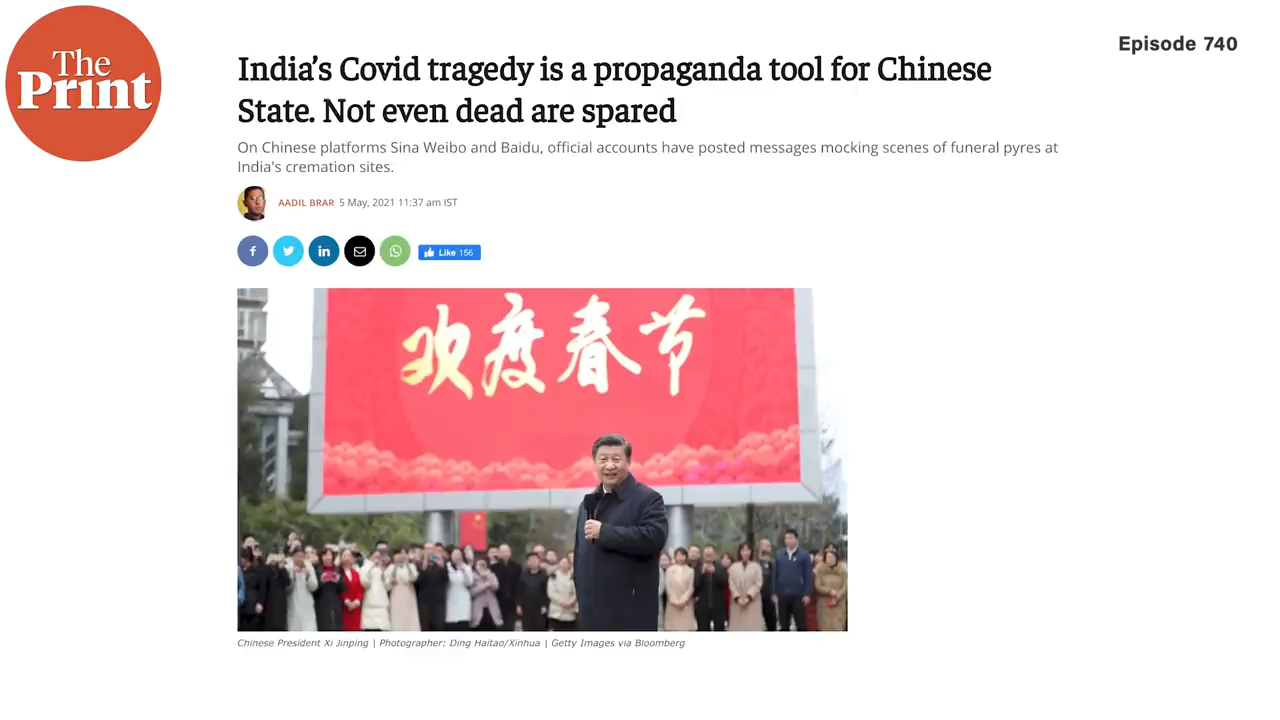 The
Print
Episode 740
India's Covid tragedy is a propaganda tool for Chinese
State. Not even dead are spared
On Chinese platforms Sina Weibo and Baidu, official accounts have posted messages mocking scenes of funeral pyres at
India's cremation sites.
AADIL BRAR 5 May, 2021 11:37 am IST
f
in
Like 156
欢度春节
Chinese President Xi Jinping | Photographer: Ding Haitao/Xinhua | Getty Images via Bloomberg